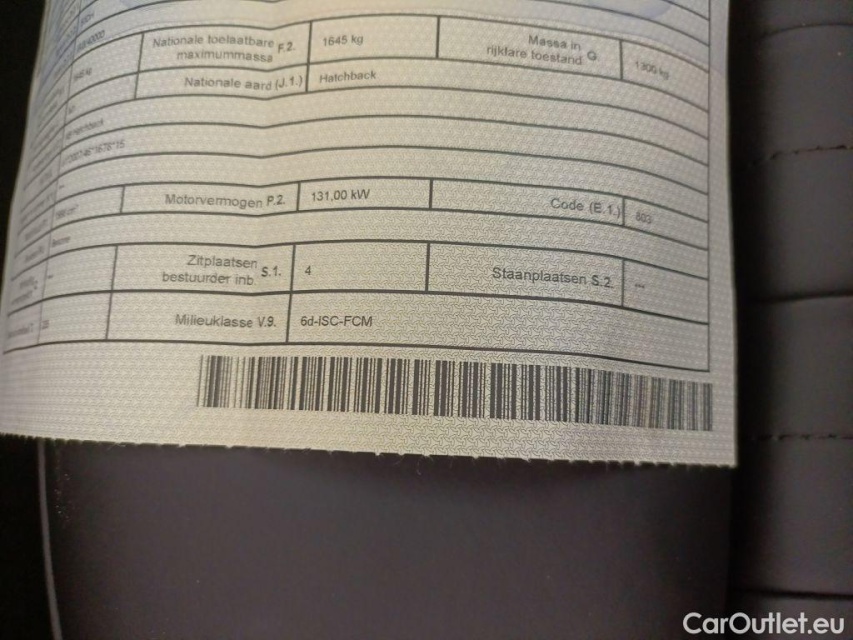 Nationale toelaatbare F.2.
maximummassa
1645 kg
Massa in G.
rijklare toestand
1300 kg
Nationale aard (J.1.)
Hatchback
Motorvermogen P.2.
131,00 kW
Code (E.1.)
603
Zitplaatsen S.1.
bestuurder inb.
4
Staanplaatsen S.2.
---
Milieuklasse V.9.
6d-ISC-FCM
CarOutlet.eu